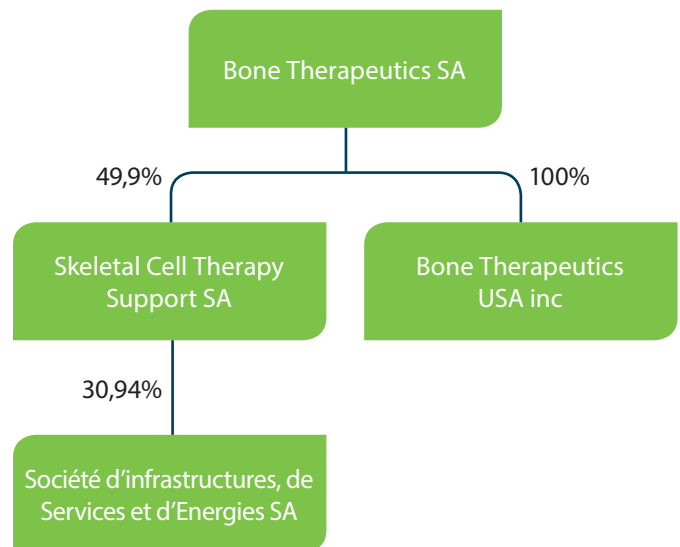 Bone Therapeutics SA
49,9%
100%
Skeletal Cell Therapy
Support SA
Bone Therapeutics
USA inc
30,94%
Société d’infrastructures, de
Services et d’Energies SA